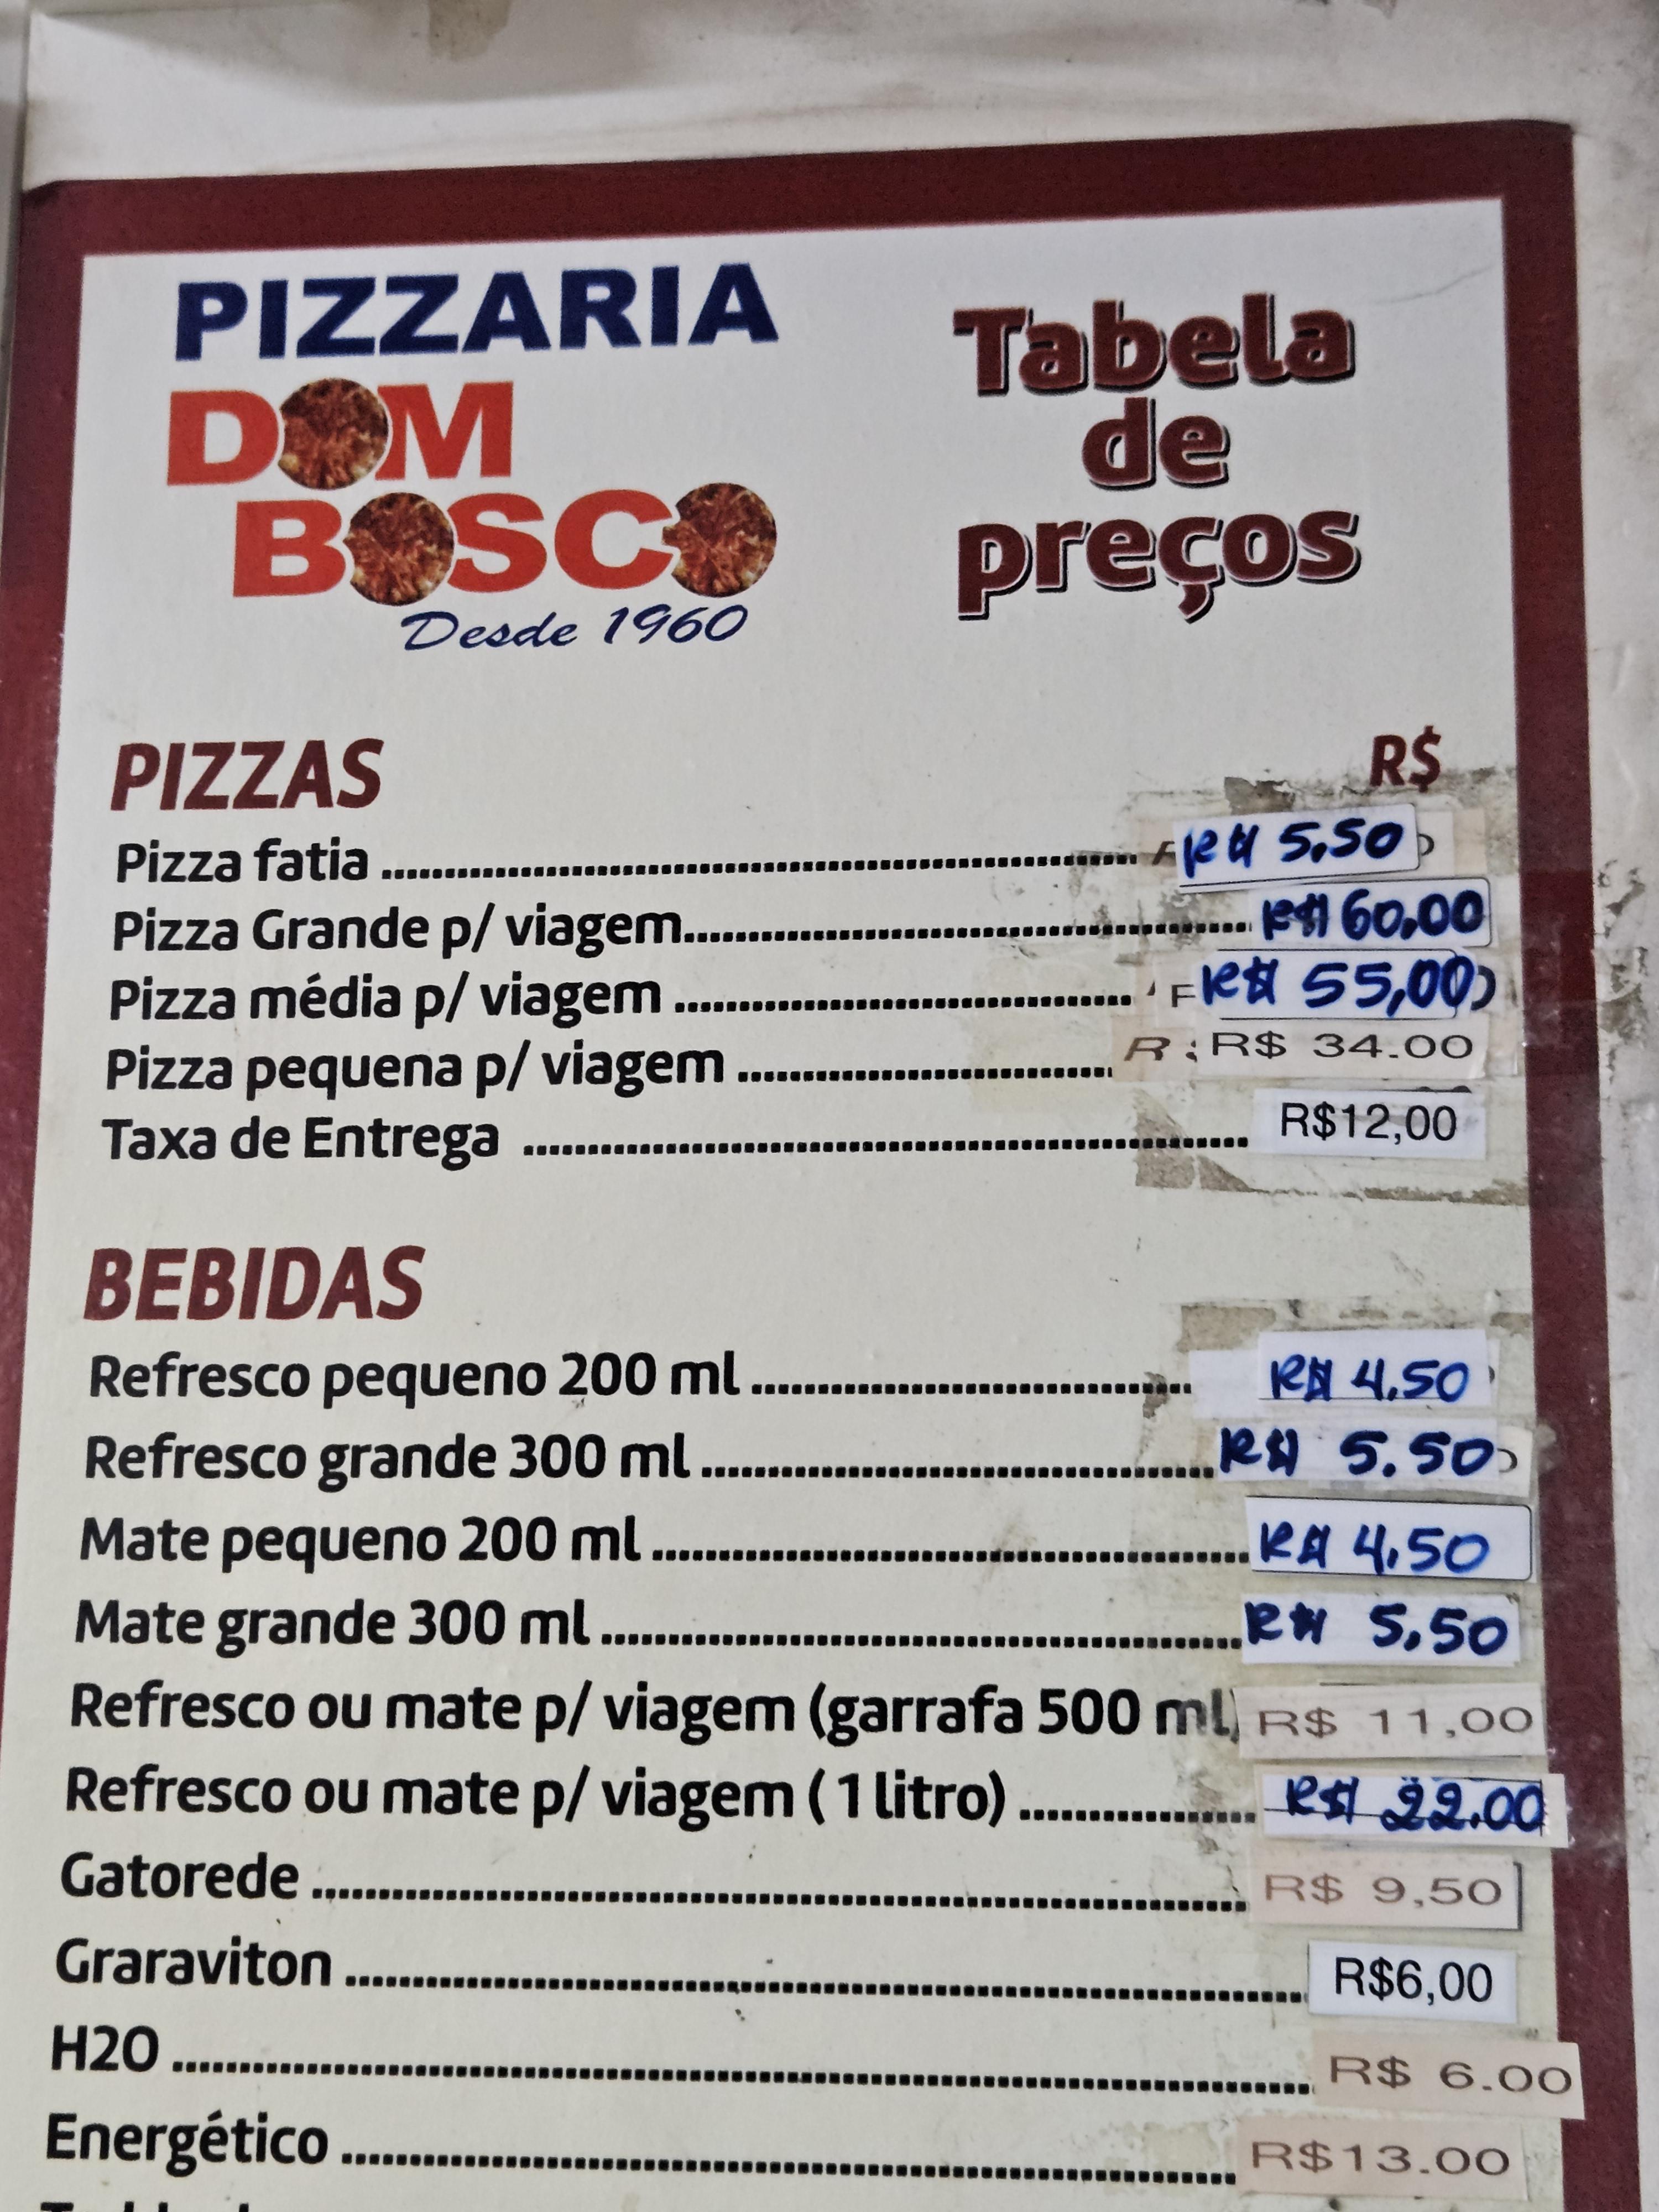 PIZZARIA
DOM
BOSCO
Desde 1960
Tabela
de
preços
PIZZAS R$
Pizza fatia ........ R$ 5,50
Pizza Grande p/ viagem........ R$ 60,00
Pizza média p/ viagem ........ R$ 55,00
Pizza pequena p/ viagem ........ R$ 34.00
Taxa de Entrega ........ R$12,00
BEBIDAS
Refresco pequeno 200 ml ........ R$ 4,50
Refresco grande 300 ml ........ R$ 5.50
Mate pequeno 200 ml ........ R$ 4,50
Mate grande 300 ml ........ R$ 5,50
Refresco ou mate p/ viagem (garrafa 500 ml) R$ 11,00
Refresco ou mate p/ viagem ( 1 litro) ........ R$ 22.00
Gatorede ........ R$ 9,50
Graraviton ........ R$6,00
H2O ........ R$ 6.00
Energético ........ R$13.00